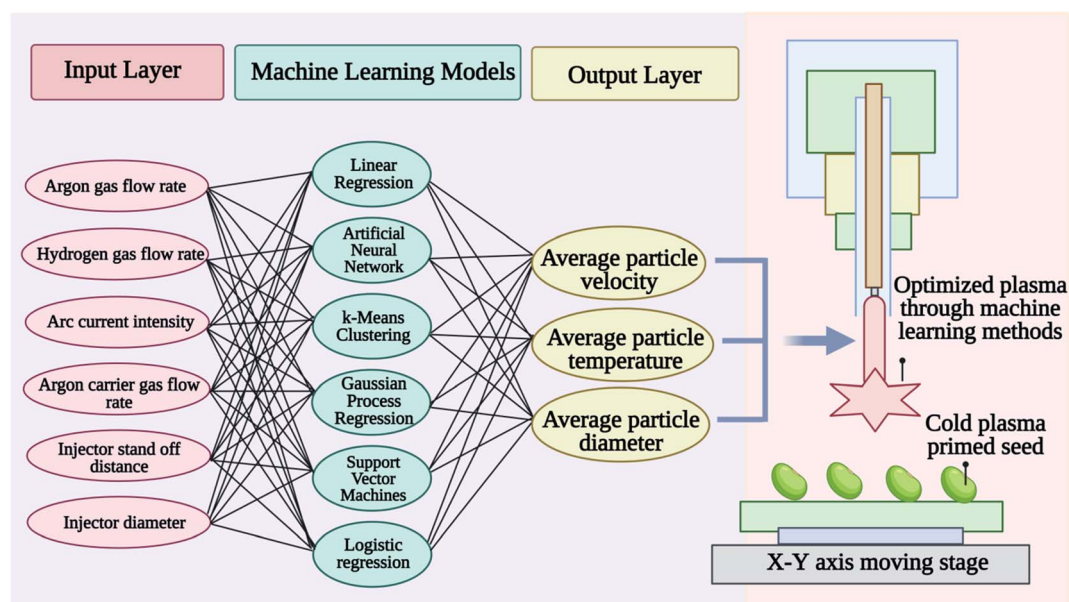 Input Layer
Machine Learning Models
Output Layer
Argon gas flow rate
Hydrogen gas flow rate
Arc current intensity
Argon carrier gas flow
rate
Injector stand off
distance
Injector diameter
Linear
Regression
Artificial
Neural
Network
k-Means
Clustering
Gaussian
Process
Regression
Support
Vector
Machines
Logistic
regression
Average particle
velocity
Average particle
temperature
Average particle
diameter
Optimized plasma
through machine
learning methods
Cold plasma
primed seed
X-Y axis moving stage